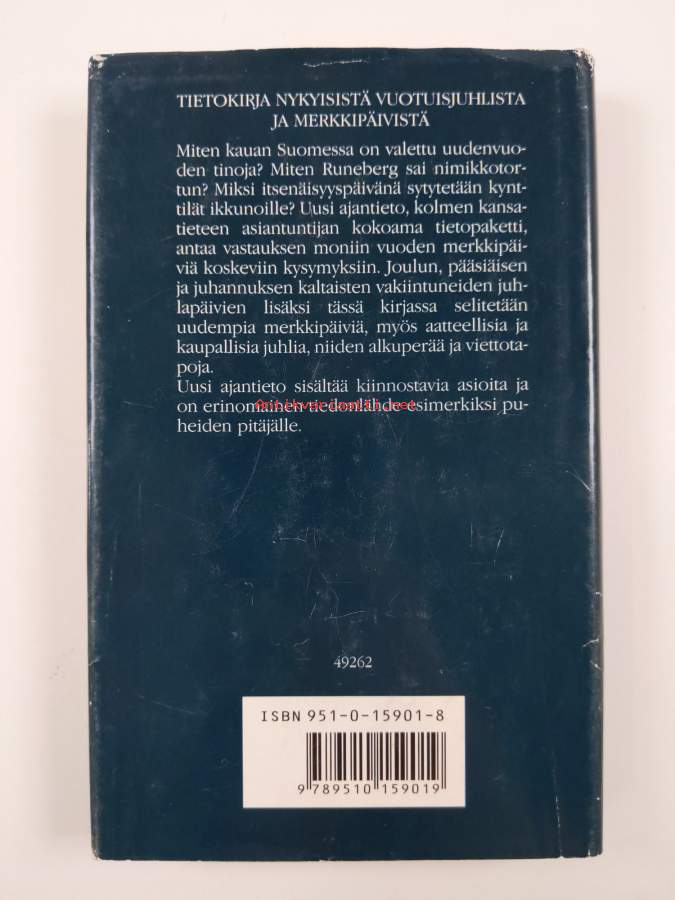 TIETOKIRJA NYKYISISTÄ VUOTUISJUHLISTA
JA MERKKIPÄIVISTÄ
Miten kauan Suomessa on valettu uudenvuo-
den tinoja? Miten Runeberg sai nimikkotor-
tun? Miksi itsenäisyyspäivänä sytytetään kynt-
tilät ikkunoille? Uusi ajantieto, kolmen kansa-
tieteen asiantuntijan kokoama tietopaketti,
antaa vastauksen moniin vuoden merkkipäi-
viä koskeviin kysymyksiin. Joulun, pääsiäisen
ja juhannuksen kaltaisten vakiintuneiden juh-
lapäivien lisäksi tässä kirjassa selitetään
uudempia merkkipäiviä, myös aatteellisia ja
kaupallisia juhlia, niiden alkuperää ja viettota-
poja.
Uusi ajantieto sisältää kiinnostavia asioita ja
on erinomainen tiedonlähde esimerkiksi pu-
Antikvariaatin.net
heiden pitäjälle.
49262
ISBN 951-0-15901-8
9 789510 159019